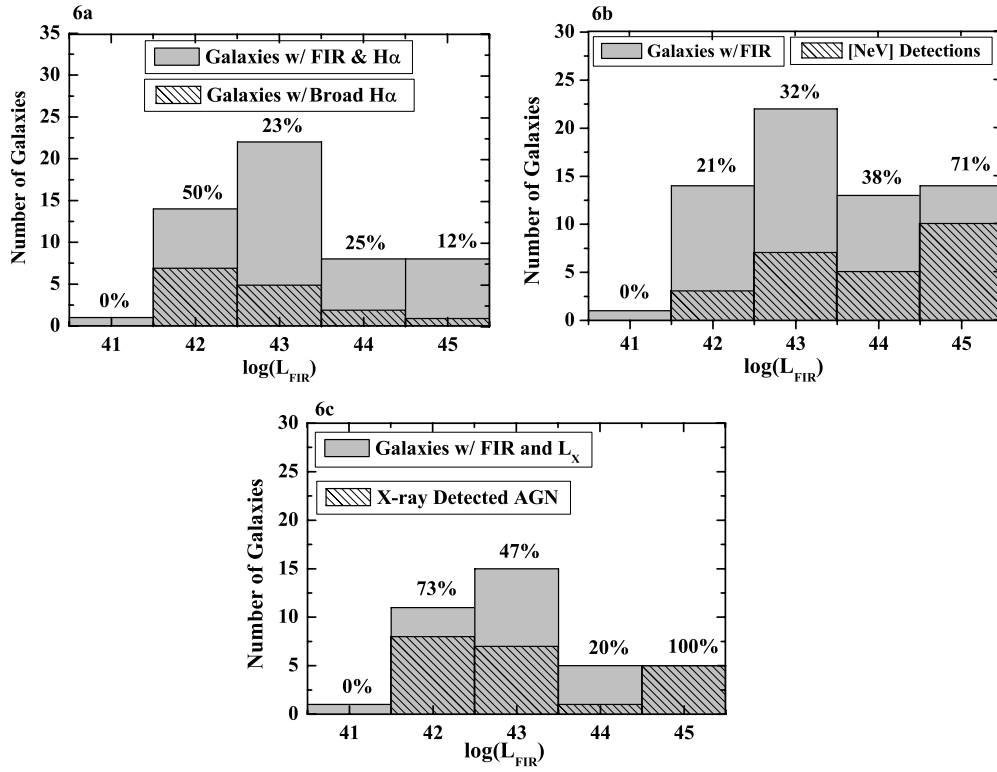 6a
35
30
25
20
15
10
5
0
Number of Galaxies
Galaxies w/ FIR & Hα
Galaxies w/ Broad Hα
0%
50%
23%
25%
12%
41 42 43 44 45
log(L_FIR)
6b
30
25
20
15
10
5
0
Number of Galaxies
Galaxies w/FIR
[NeV] Detections
0%
21%
32%
38%
71%
41 42 43 44 45
log(L_FIR)
6c
30
25
20
15
10
5
0
Number of Galaxies
Galaxies w/ FIR and L_X
X-ray Detected AGN
0%
73%
47%
20%
100%
41 42 43 44 45
log(L_FIR)